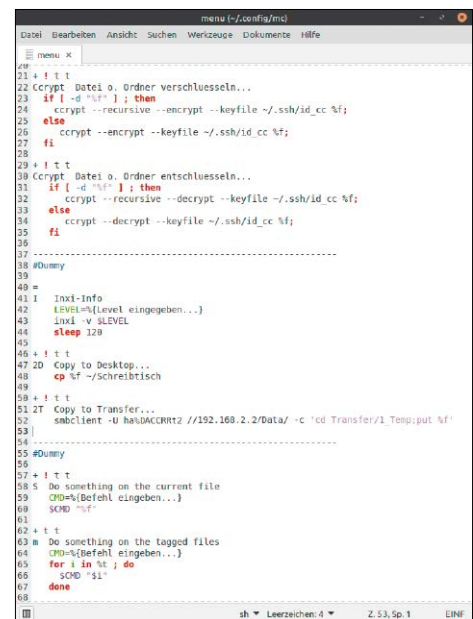 menu (~/.config/mc)
Datei Bearbeiten Ansicht Suchen Werkzeuge Dokumente Hilfe
menu ×
20
21 + ! t t
22 Ccrypt  Datei o. Ordner verschluesseln...
23 if [ -d "%f" ] ; then
24 ccrypt --recursive --encrypt --keyfile ~/.ssh/id_cc %f;
25 else
26 ccrypt --encrypt --keyfile ~/.ssh/id_cc %f;
27 fi
28
29 + ! t t
30 Ccrypt  Datei o. Ordner entschluesseln...
31 if [ -d "%f" ] ; then
32 ccrypt --recursive --decrypt --keyfile ~/.ssh/id_cc %f;
33 else
34 ccrypt --decrypt --keyfile ~/.ssh/id_cc %f;
35 fi
36
37 -------------------------------------------------------
38 #Dummy
39
40 =
41 I Inxi-Info
42 LEVEL=%{Level eingegeben...}
43 inxi -v $LEVEL
44 sleep 120
45
46 + ! t t
47 2D Copy to Desktop...
48 cp %f ~/Schreibtisch
49
50 + ! t t
51 2T Copy to Transfer...
52 smbclient -U ha%DACCRRt2 //192.168.2.2/Data/ -c 'cd Transfer/1_Temp;put %f'
53
54 -------------------------------------------------------
55 #Dummy
56
57 + ! t t
58 S Do something on the current file
59 CMD=%{Befehl eingeben...}
60 $CMD "%f"
61
62 + t t
63 m Do something on the tagged files
64 CMD=%{Befehl eingeben...}
65 for i in %t ; do
66 $CMD "$i"
67 done
68
sh Leerzeichen: 4 Z. 53, Sp. 1 EINF